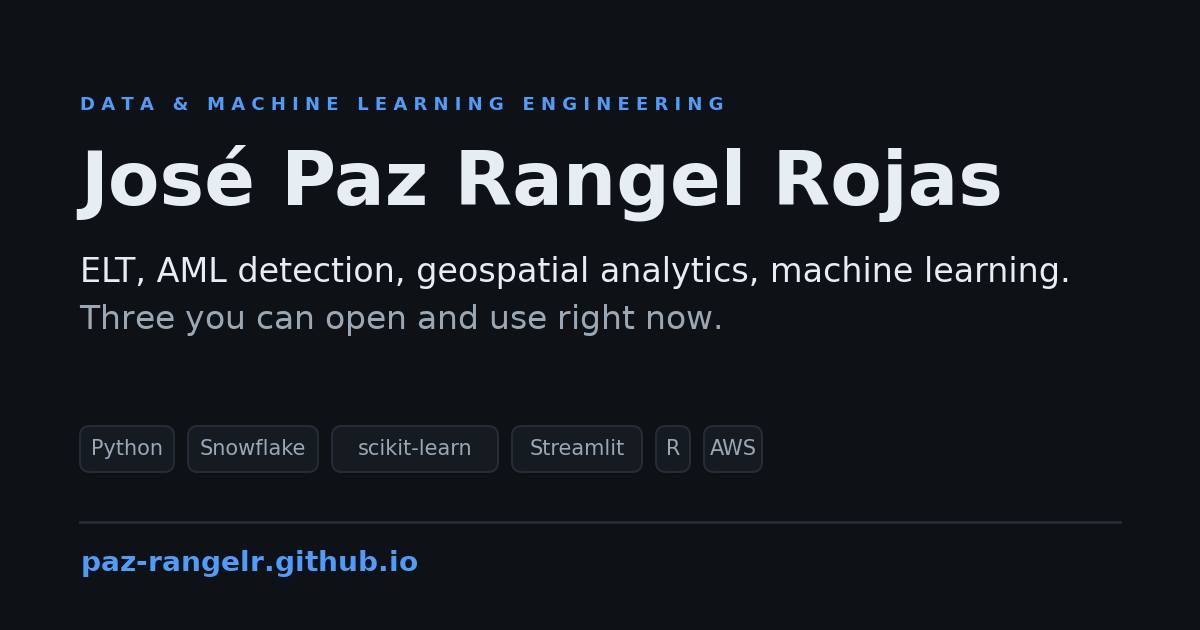 DATA & MACHINE LEARNING ENGINEERING
José Paz Rangel Rojas
ELT, AML detection, geospatial analytics, machine learning.
Three you can open and use right now.
Python Snowflake scikit-learn Streamlit R AWS
paz-rangelr.github.io